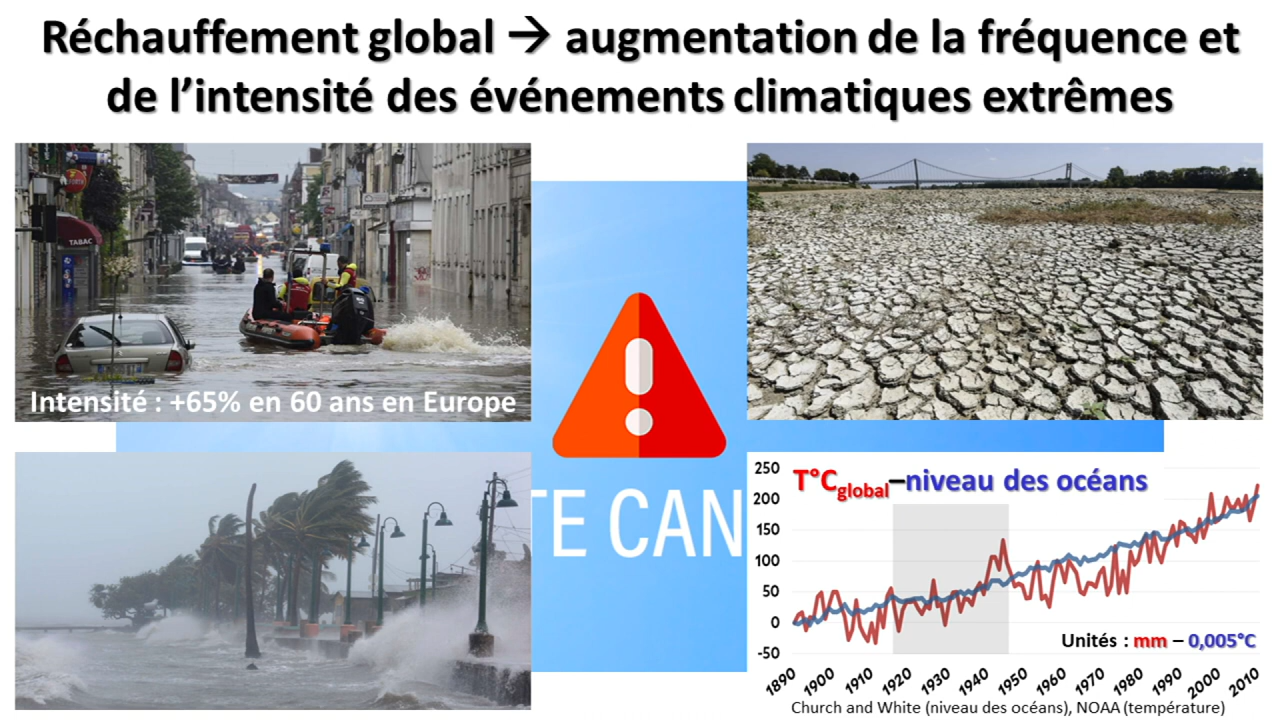 Réchauffement global → augmentation de la fréquence et
de l’intensité des événements climatiques extrêmes
TABAC
Intensité : +65% en 60 ans en Europe
TE CAN
T°Cglobal–niveau des océans
250
200
150
100
50
0
-50
Unités : mm – 0,005°C
1890 1900 1910 1920 1930 1940 1950 1960 1970 1980 1990 2000 2010
Church and White (niveau des océans), NOAA (température)